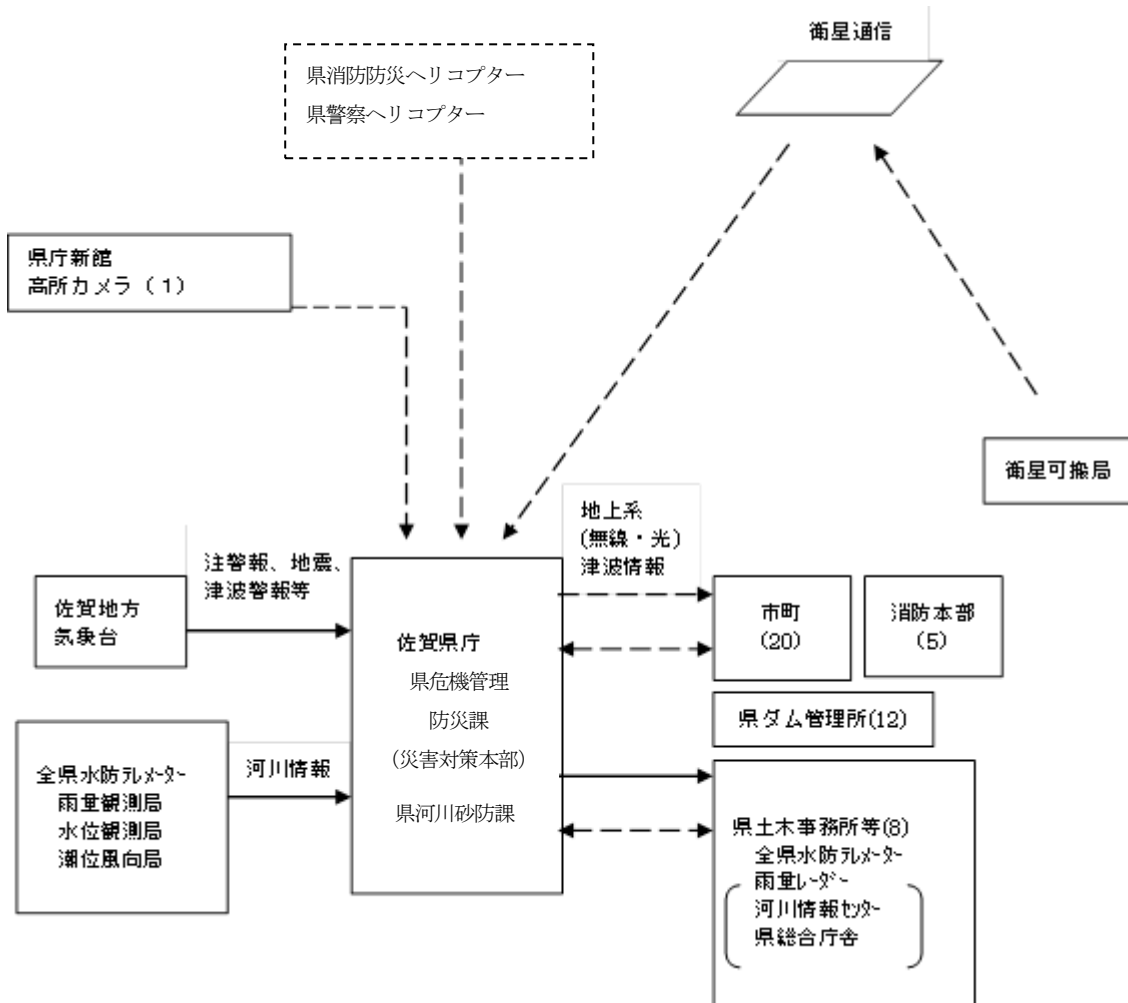 衛星通信
県消防防災ヘリコプター
県警察ヘリコプター
県庁新館
高所カメラ(1)
衛星可搬局
地上系
(無線・光)
津波情報
注警報、地震、
津波警報等
佐賀地方
気象台
佐賀県庁
県危機管理
防災課
(災害対策本部)
県河川砂防課
市町
(20)
消防本部
(5)
県ダム管理所(12)
全県水防ﾃﾚﾒｰﾀｰ
雨量観測局
水位観測局
潮位風向局
河川情報
県土木事務所等(8)
全県水防ﾃﾚﾒｰﾀｰ
雨量ﾚｰﾀﾞｰ
河川情報ｾﾝﾀｰ
県総合庁舎